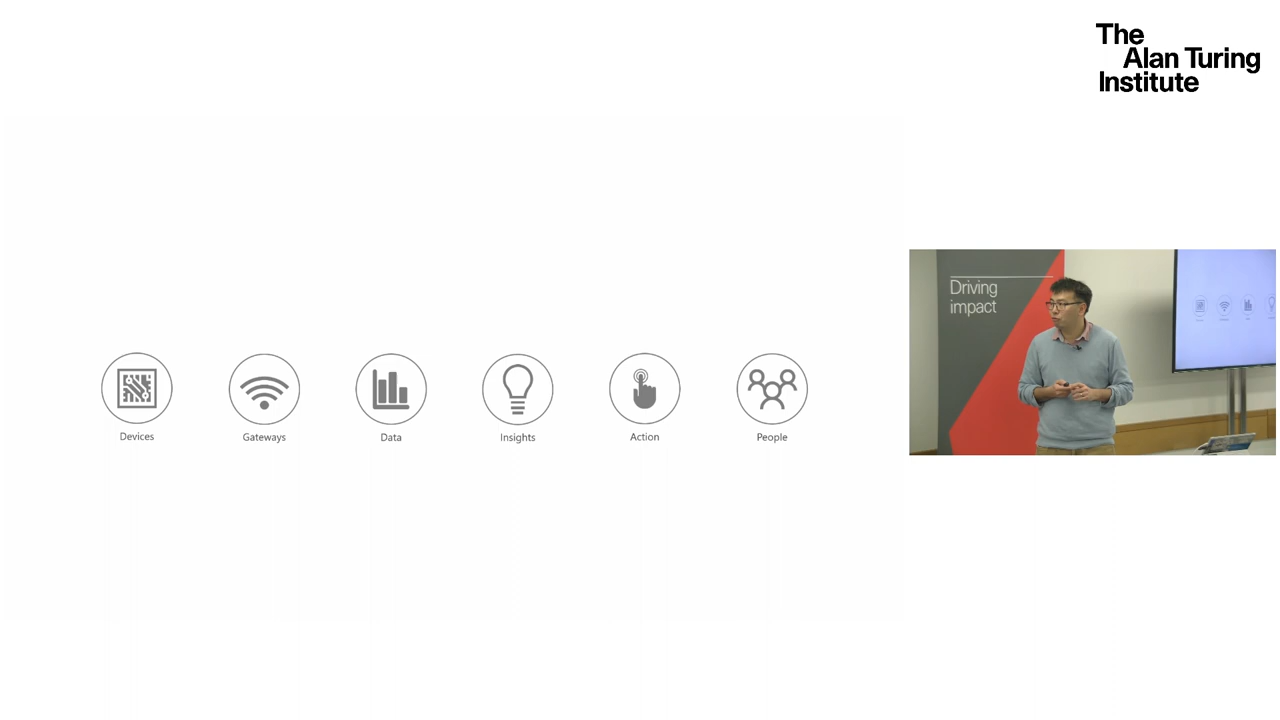 The
Alan Turing
Institute
Devices
Gateways
Data
Insights
Action
People
Driving
impact